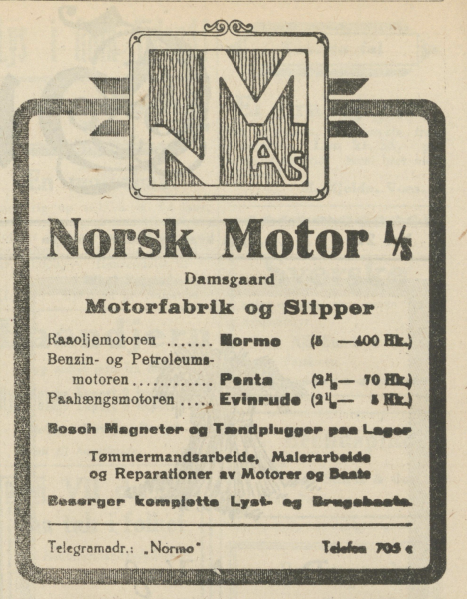 NM AS
Norsk Motor A/S
Damsgaard
Motorfabrik og Slipper
Raaoljemotoren ...... Normo (5 —400 Hk.)
Benzin- og Petroleums-
motoren .......... Penta (2½— 70 Hk.)
Paahængsmotoren ..... Evinrude (2½— 5 Hk.)
Bosch Magneter og Tændplugger paa Lager
Tømmermandsarbeide, Malerarbeide
og Reparationer av Motorer og Baate
Besørger komplette Lyst- og Brugsbaate.
Telegramadr.: „Normo" Telefon 705 c